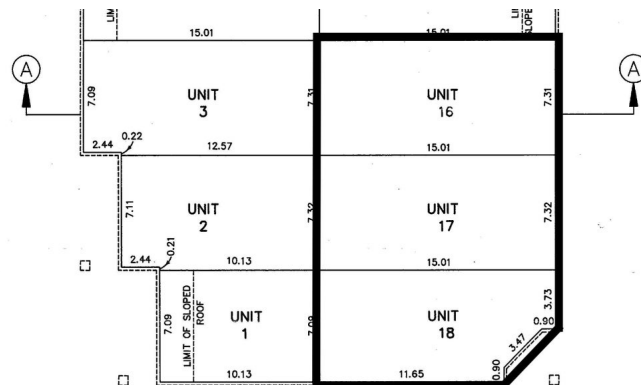 LIM
LIM
SLOPE
15.01
15.01
A
A
7.09
UNIT
3
7.31
UNIT
16
7.31
2.44
0.22
12.57
15.01
7.11
UNIT
2
7.32
UNIT
17
7.32
2.44
0.21
10.13
15.01
7.09
LIMIT OF SLOPED
ROOF
UNIT
1
7.09
UNIT
18
3.73
0.90
3.47
0.90
10.13
11.65